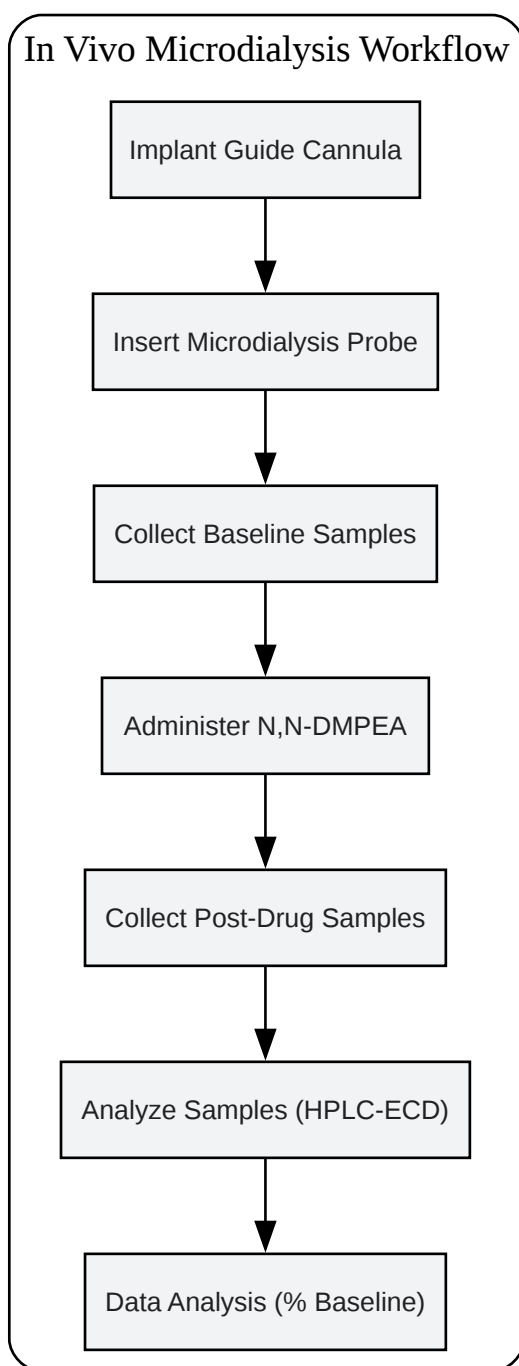 In Vivo Microdialysis Workflow
Implant Guide Cannula
Insert Microdialysis Probe
Collect Baseline Samples
Administer N,N-DMPEA
Collect Post-Drug Samples
Analyze Samples (HPLC-ECD)
Data Analysis (% Baseline)